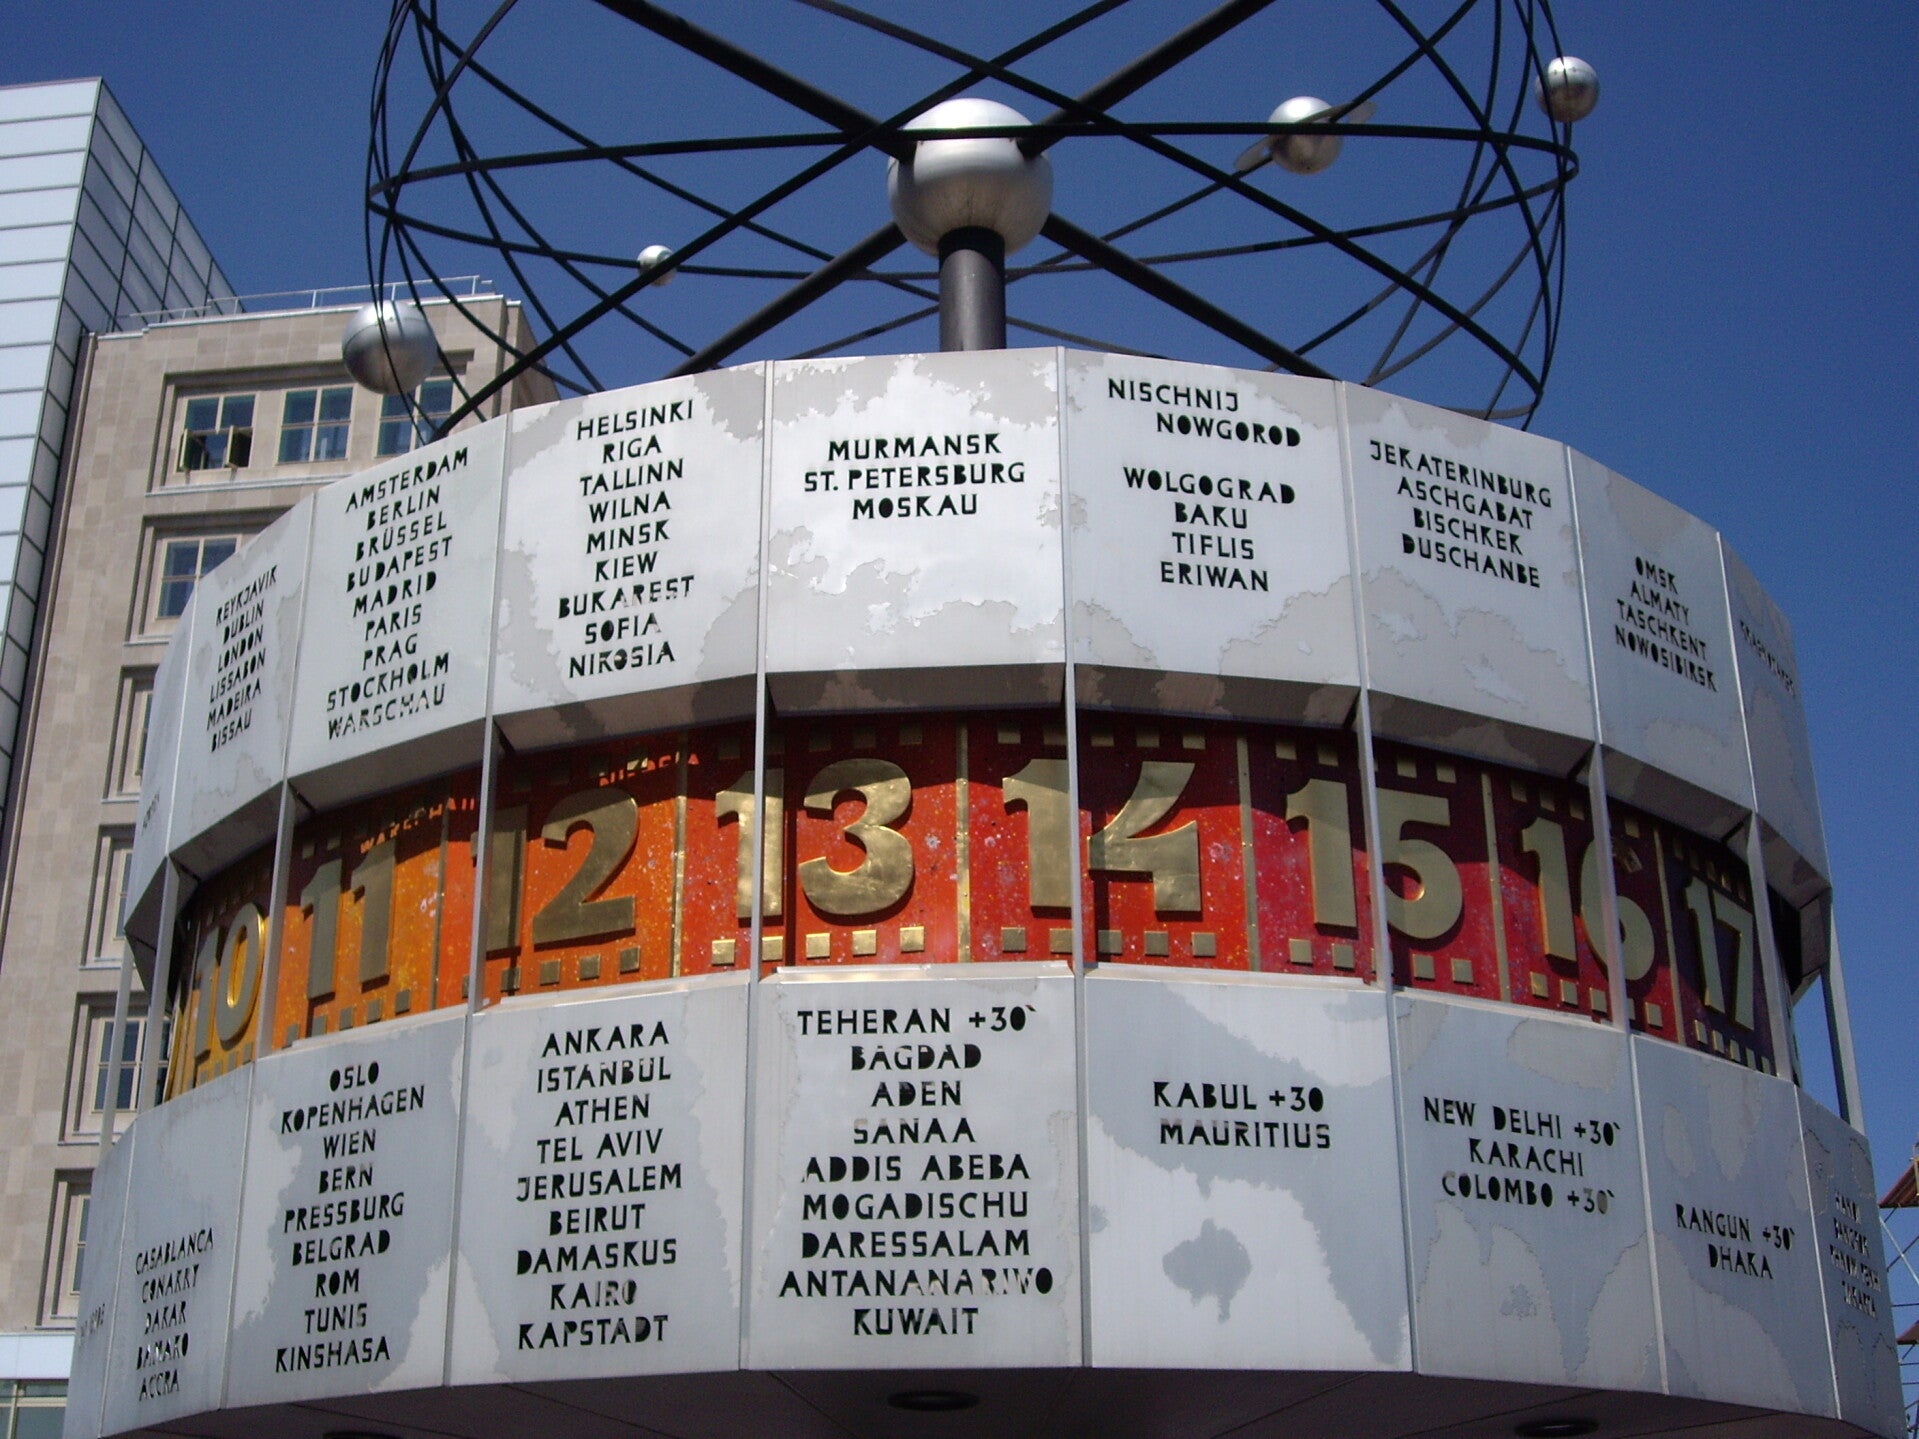 REYKJAVIK
DUBLIN
LONDON
LISSABON
MADEIRA
BISSAU
AMSTERDAM
BERLIN
BRÜSSEL
BUDAPEST
MADRID
PARIS
PRAG
STOCKHOLM
WARSCHAU
HELSINKI
RIGA
TALLINN
WILNA
MINSK
KIEW
BUKAREST
SOFIA
NIKOSIA
MURMANSK
ST. PETERSBURG
MOSKAU
NISCHNIJ
NOWGOROD
WOLGOGRAD
BAKU
TIFLIS
ERIWAN
JEKATERINBURG
ASCHGABAT
BISCHKEK
DUSCHANBE
OMSK
ALMATY
TASCHKENT
NOWOSIBIRSK
10 11 12 13 14 15 16 17
CASABLANCA
CONAKRY
DAKAR
BAMAKO
ACCRA
OSLO
KOPENHAGEN
WIEN
BERN
PRESSBURG
BELGRAD
ROM
TUNIS
KINSHASA
ANKARA
ISTANBUL
ATHEN
TEL AVIV
JERUSALEM
BEIRUT
DAMASKUS
KAIRO
KAPSTADT
TEHERAN +30`
BAGDAD
ADEN
SANAA
ADDIS ABEBA
MOGADISCHU
DARESSALAM
ANTANANARIVO
KUWAIT
KABUL +30
MAURITIUS
NEW DELHI +30`
KARACHI
COLOMBO +30`
RANGUN +30`
DHAKA